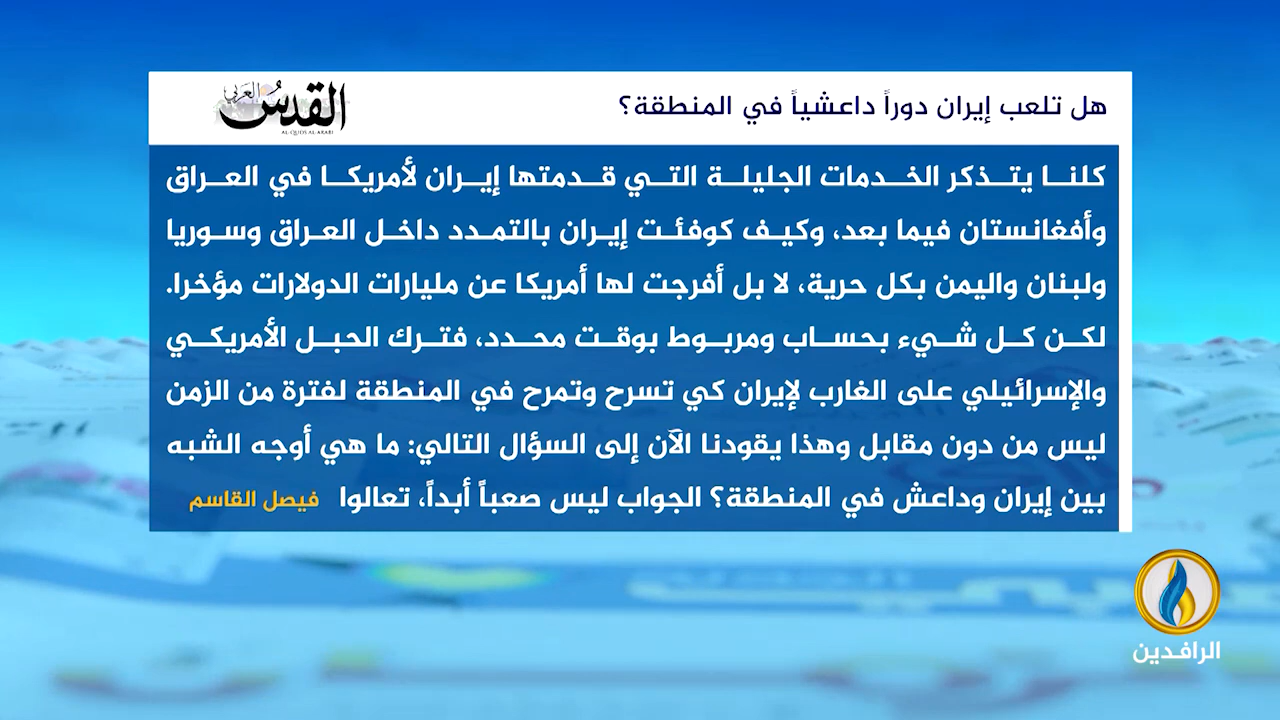 هل تلعب إيران دوراً داعشياً في المنطقة؟
القدس العربي
AL-QUDS AL-ARABI
كلنا يتذكر الخدمات الجليلة التي قدمتها إيران لأمريكا في العراق
وأفغانستان فيما بعد، وكيف كوفئت إيران بالتمدد داخل العراق وسوريا
ولبنان واليمن بكل حرية، لا بل أفرجت لها أمريكا عن مليارات الدولارات مؤخرا.
لكن كل شيء بحساب ومربوط بوقت محدد، فترك الحبل الأمريكي
والإسرائيلي على الغارب لإيران كي تسرح وتمرح في المنطقة لفترة من الزمن
ليس من دون مقابل وهذا يقودنا الآن إلى السؤال التالي: ما هي أوجه الشبه
بين إيران وداعش في المنطقة؟ الجواب ليس صعباً أبداً، تعالوا فيصل القاسم
الرافدين